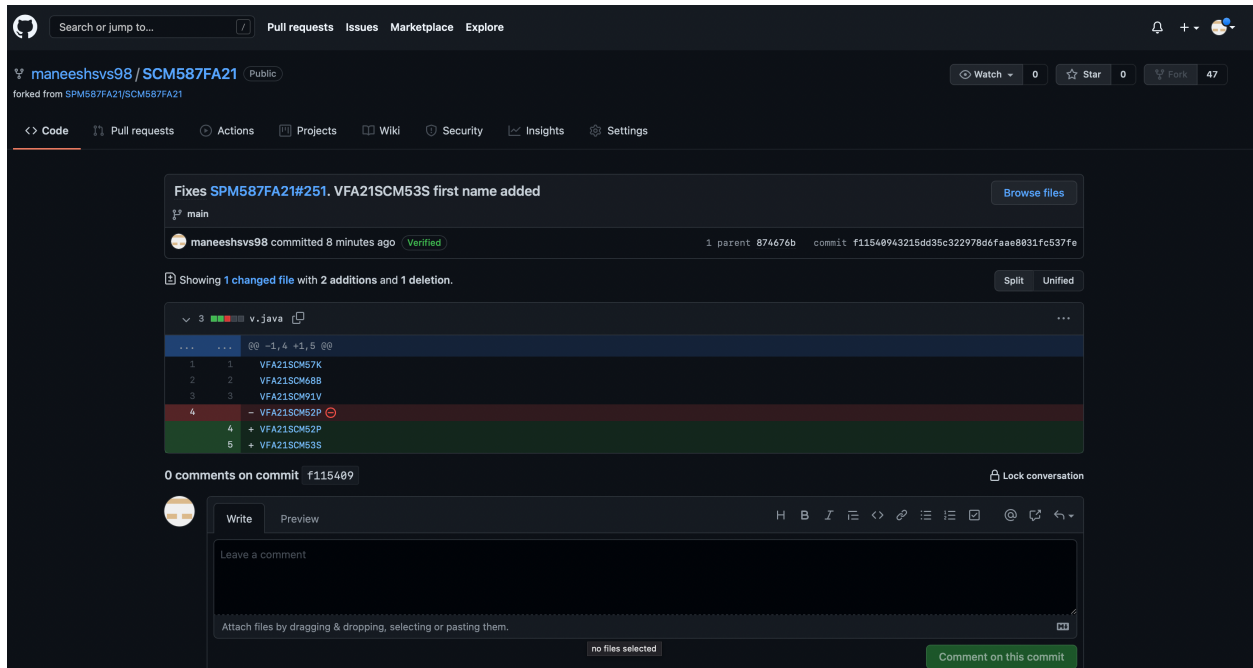 Search or jump to... / Pull requests Issues Marketplace Explore
maneeshsvs98 / SCM587FA21 Public Watch 0 Star 0 Fork 47
forked from SPM587FA21/SCM587FA21
<> Code Pull requests Actions Projects Wiki Security Insights Settings
Fixes SPM587FA21#251. VFA21SCM53S first name added Browse files
main
maneeshsvs98 committed 8 minutes ago Verified 1 parent 874676b commit f11540943215dd35c322978d6faae8031fc537fe
Showing 1 changed file with 2 additions and 1 deletion. Split Unified
3 v.java ...
... ... @@ -1,4 +1,5 @@
1 1 VFA21SCM57K
2 2 VFA21SCM68B
3 3 VFA21SCM91V
4 - VFA21SCM52P
4 + VFA21SCM52P
5 + VFA21SCM53S
0 comments on commit f115409 Lock conversation
Write Preview H B I <> @
Leave a comment
Attach files by dragging & dropping, selecting or pasting them.
no files selected
Comment on this commit